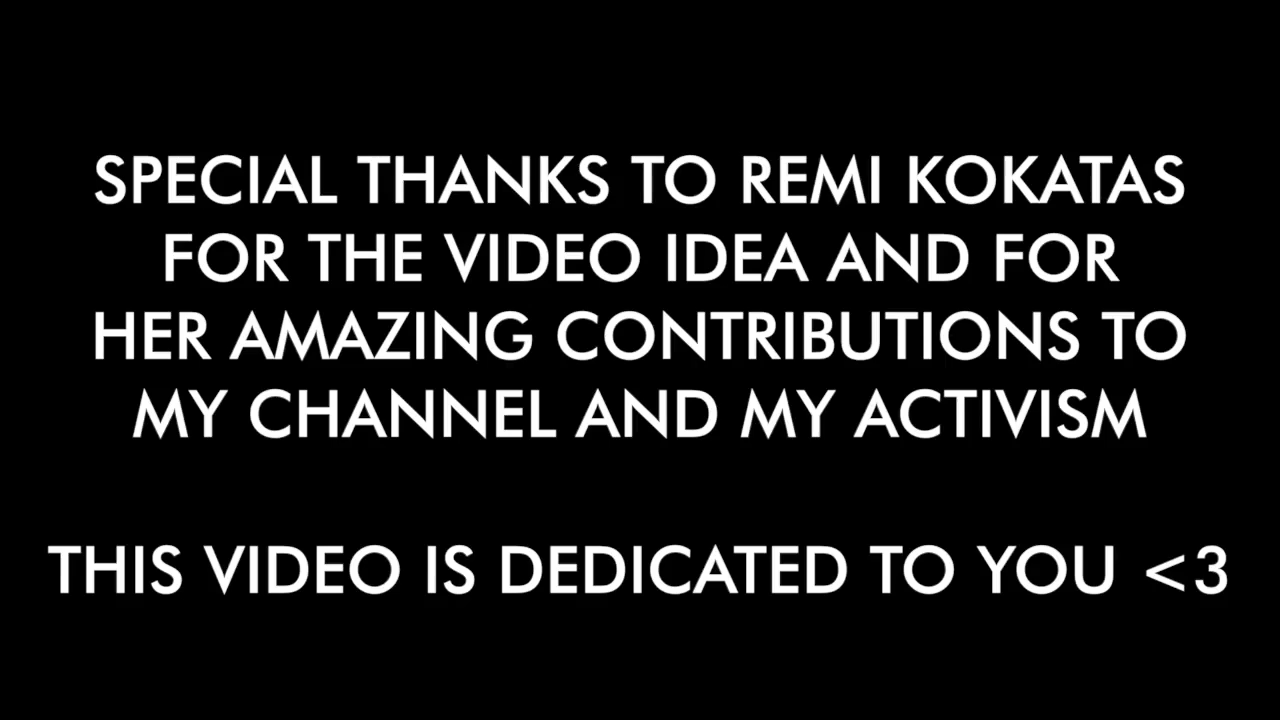 SPECIAL THANKS TO REMI KOKATAS
FOR THE VIDEO IDEA AND FOR
HER AMAZING CONTRIBUTIONS TO
MY CHANNEL AND MY ACTIVISM
THIS VIDEO IS DEDICATED TO YOU <3